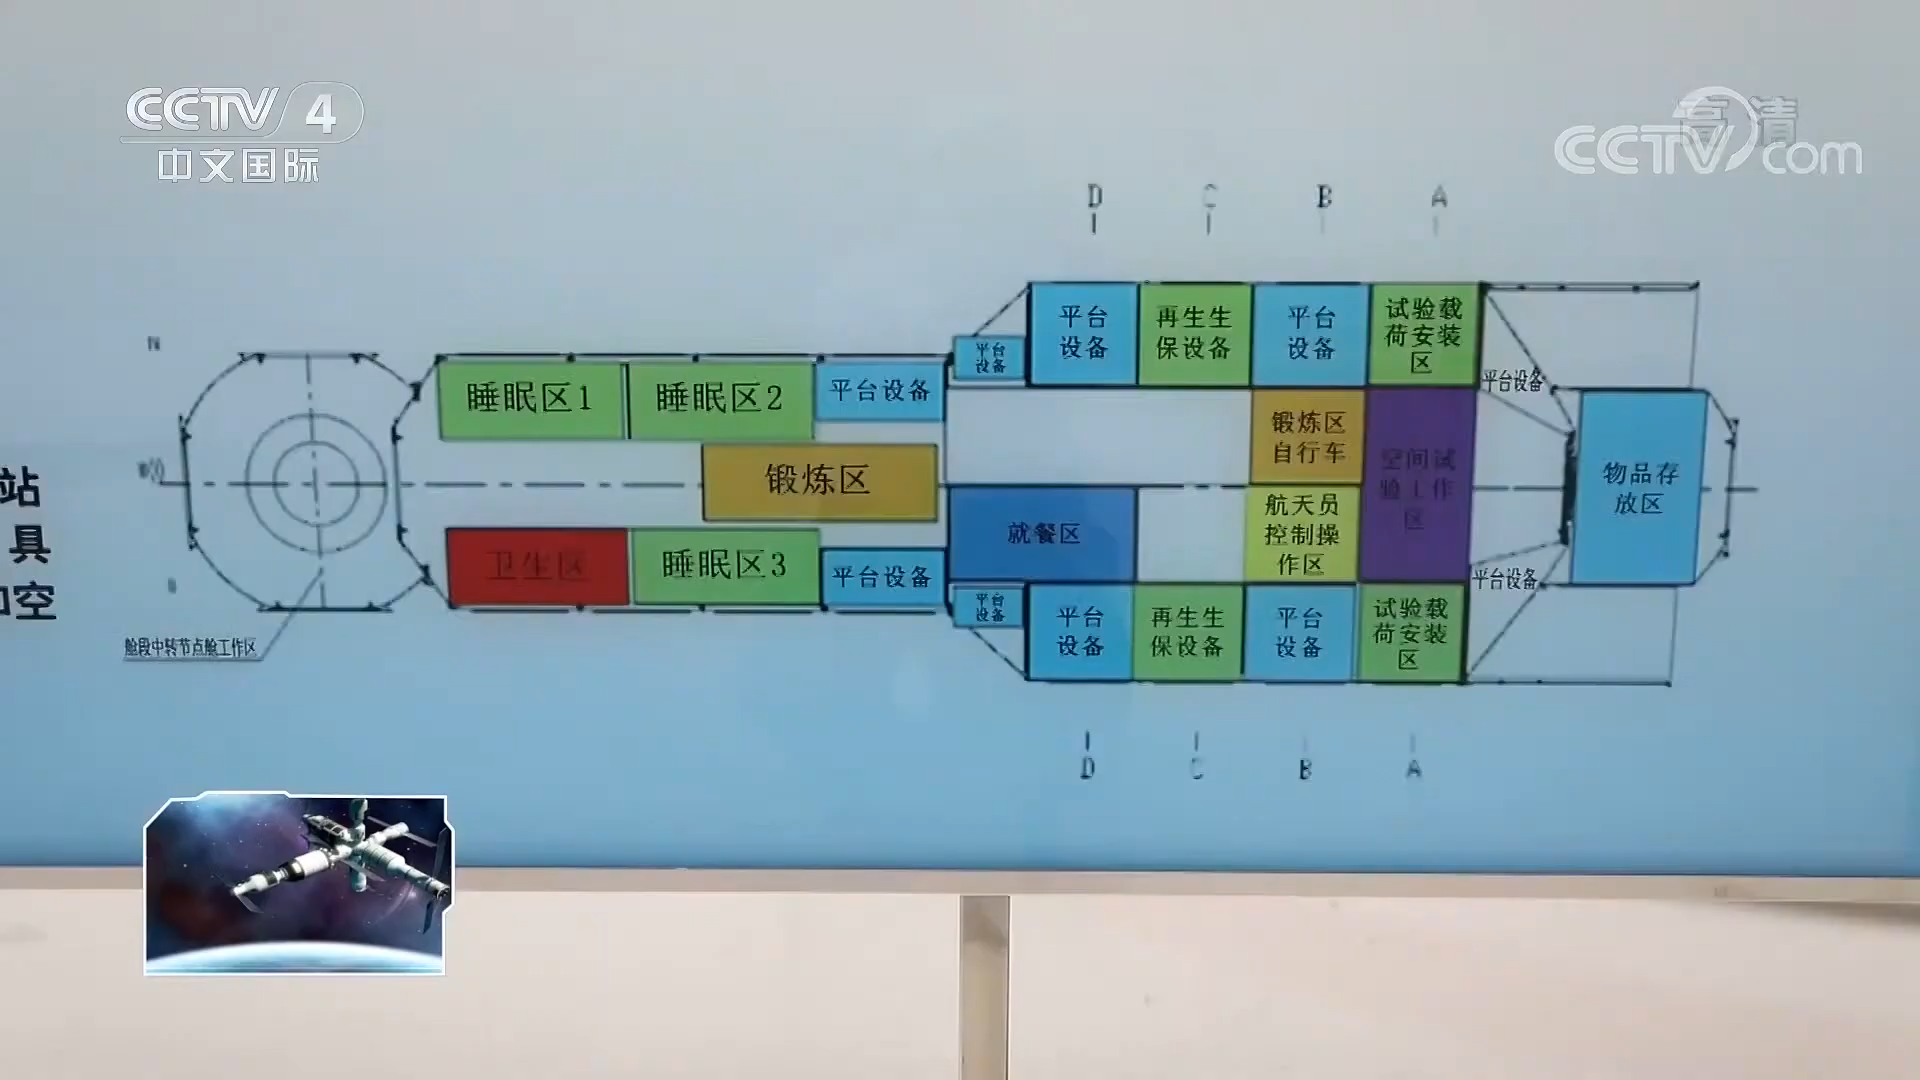 CCTV 4
中文国际
高清
CCTV.com
D C B A
平台
设备
再生生
保设备
平台
设备
试验载
荷安装
区
平台
设备
平台设备
N
睡眠区1
睡眠区2
平台设备
锻炼区
自行车
空间试
验工作
区
物品存
放区
锻炼区
站
具
空
就餐区
航天员
控制操
作区
卫生区
睡眠区3
平台设备
平台
设备
平台
设备
再生生
保设备
平台
设备
试验载
荷安装
区
平台设备
舱段中转节点舱工作区
D C B A